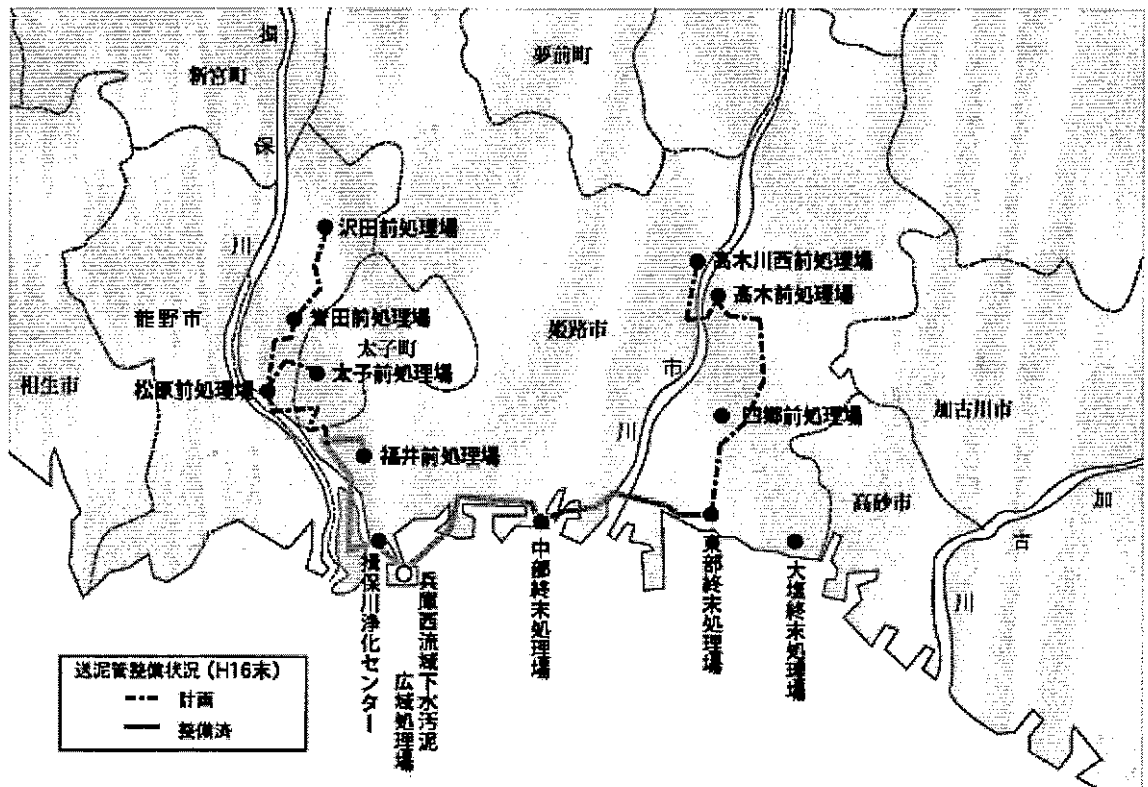 揖
保
川
新宮町
夢前町
沢田前処理場
誉田前処理場
太子町
太子前処理場
松原前処理場
龍野市
相生市
福井前処理場
姫路市
高木川西前処理場
高木前処理場
市
川
四郷前処理場
加古川市
高砂市
加
古
川
揖保川浄化センター
兵庫西流域下水汚泥
広域処理場
中部終末処理場
東部終末処理場
大塩終末処理場
送泥管整備状況（H16末）
計画
整備済